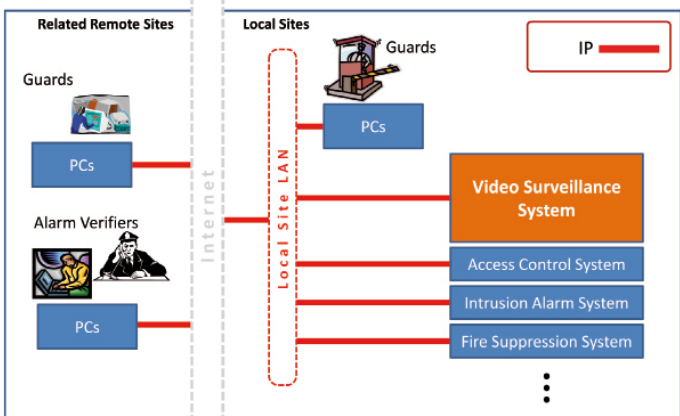 Related Remote Sites
Local Sites
IP
Guards
PCs
Alarm Verifiers
PCs
Internet
Local Site LAN
Guards
PCs
Video Surveillance
System
Access Control System
Intrusion Alarm System
Fire Suppression System